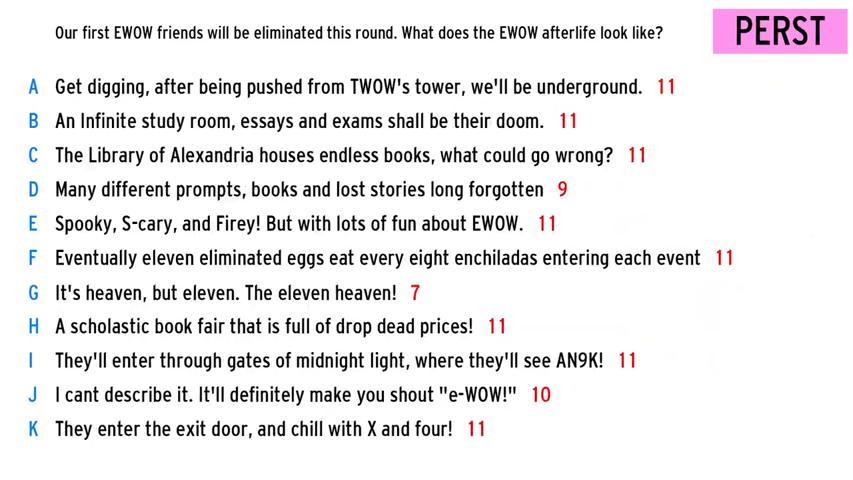 Our first EWOW friends will be eliminated this round. What does the EWOW afterlife look like?
PERST
A Get digging, after being pushed from TWOW's tower, we'll be underground. 11
B An Infinite study room, essays and exams shall be their doom. 11
C The Library of Alexandria houses endless books, what could go wrong? 11
D Many different prompts, books and lost stories long forgotten 9
E Spooky, S-cary, and Firey! But with lots of fun about EWOW. 11
F Eventually eleven eliminated eggs eat every eight enchiladas entering each event 11
G It's heaven, but eleven. The eleven heaven! 7
H A scholastic book fair that is full of drop dead prices! 11
I They'll enter through gates of midnight light, where they'll see AN9K! 11
J I cant describe it. It'll definitely make you shout "e-WOW!" 10
K They enter the exit door, and chill with X and four! 11